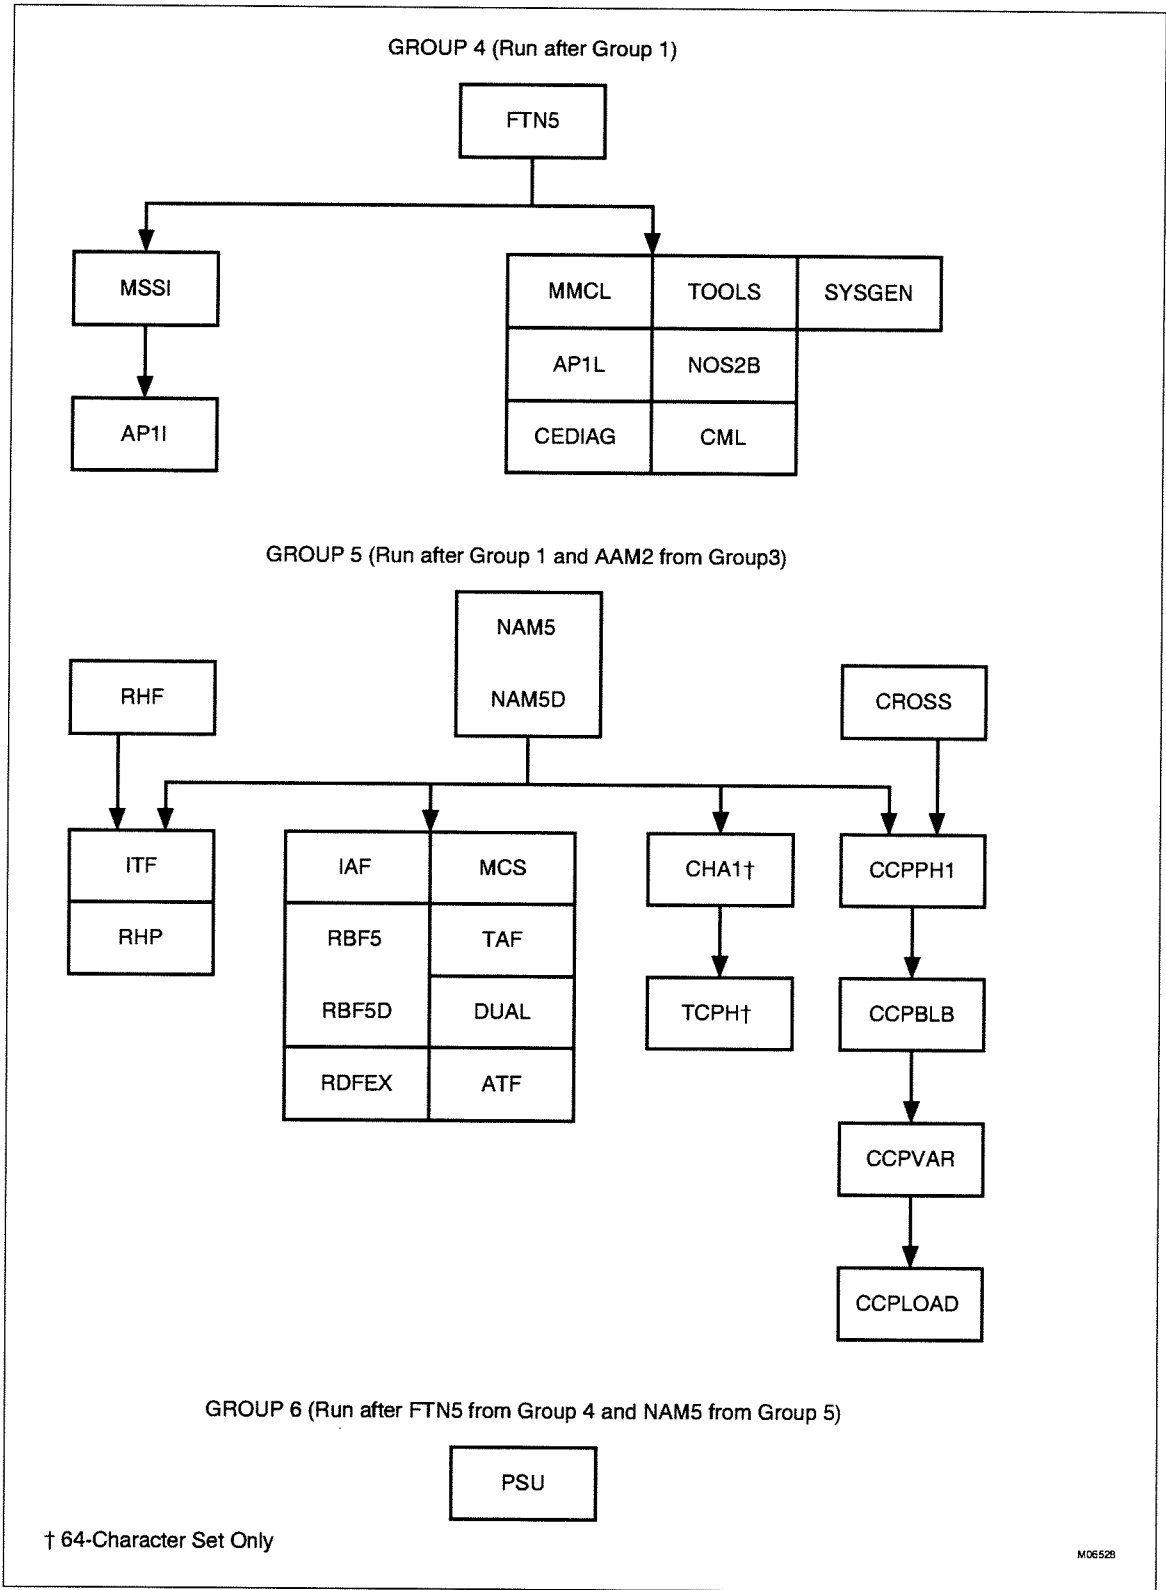 GROUP 4 (Run after Group 1)
FTN5
MSSI
MMCL
TOOLS
SYSGEN
AP1L
NOS2B
AP1I
CEDIAG
CML
GROUP 5 (Run after Group 1 and AAM2 from Group3)
NAM5
NAM5D
RHF
CROSS
ITF
IAF
MCS
CHA1†
CCPPH1
RHP
RBF5
TAF
RBF5D
DUAL
TCPH†
CCPBLB
RDFEX
ATF
CCPVAR
CCPLOAD
GROUP 6 (Run after FTN5 from Group 4 and NAM5 from Group 5)
PSU
† 64-Character Set Only
M06528